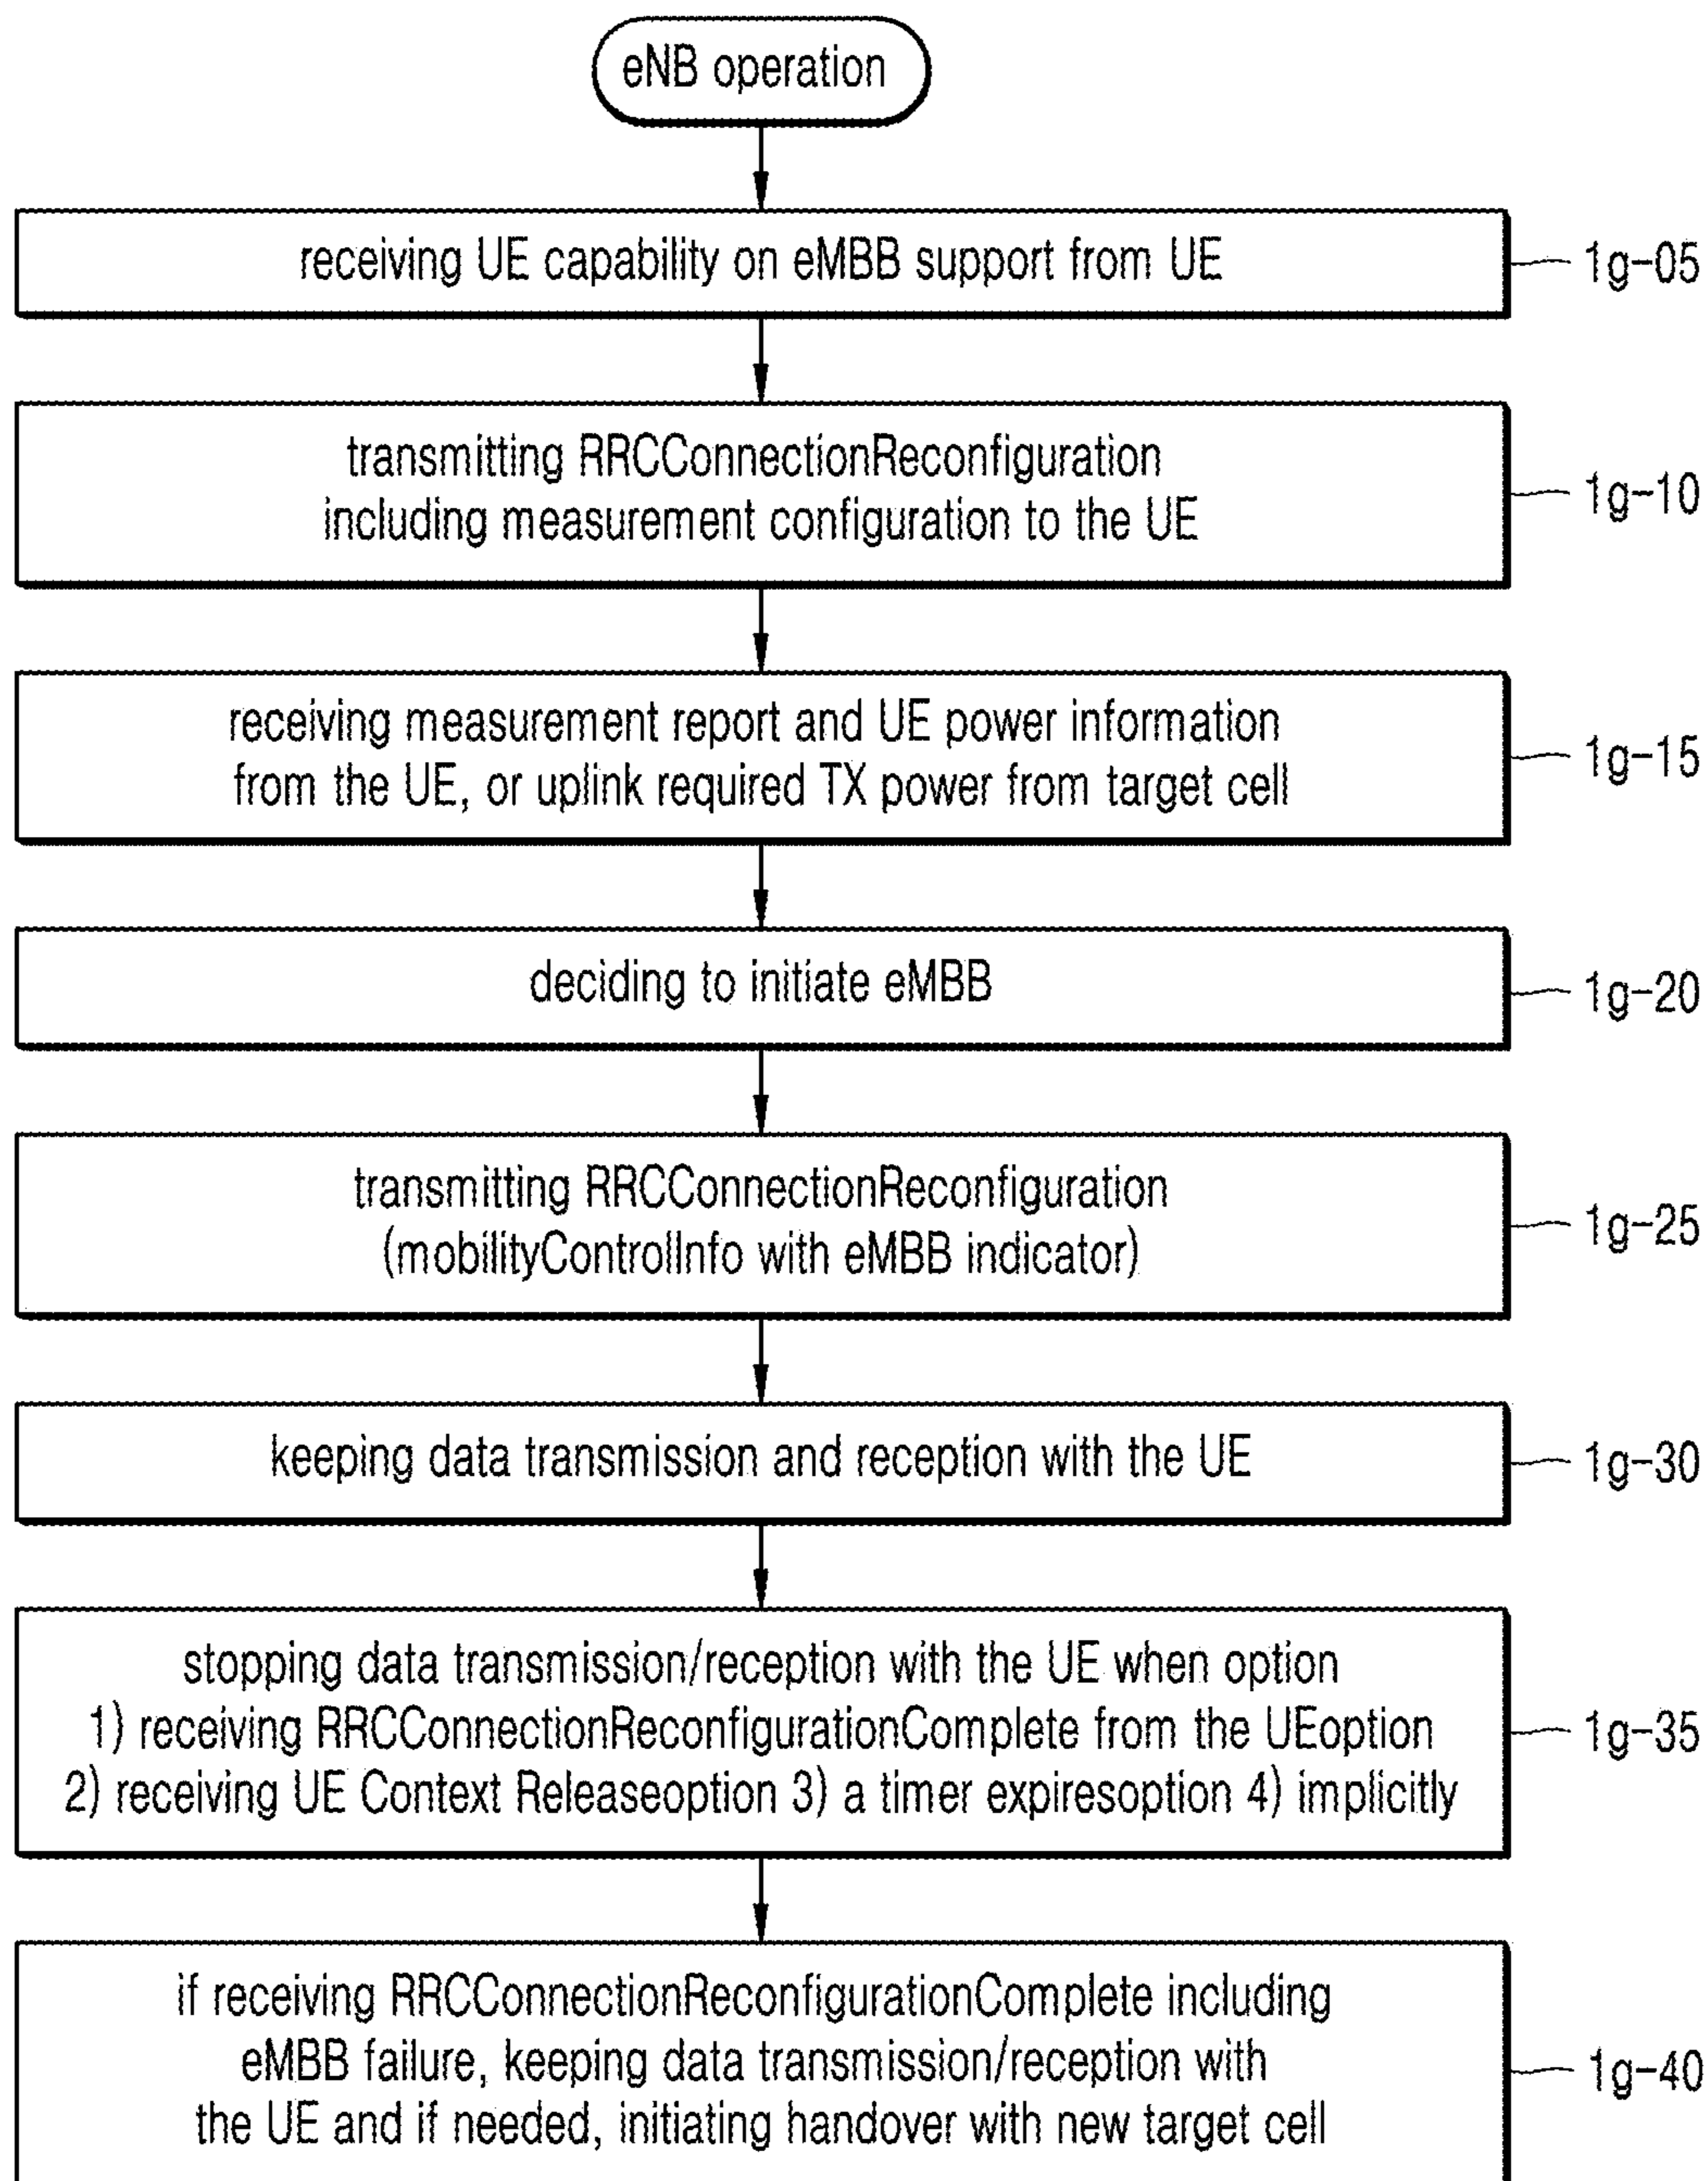 eNB operation
receiving UE capability on eMBB support from UE
1g-05
transmitting RRCConnectionReconfiguration
including measurement configuration to the UE
1g-10
receiving measurement report and UE power information
from the UE, or uplink required TX power from target cell
1g-15
deciding to initiate eMBB
1g-20
transmitting RRCConnectionReconfiguration
(mobilityControlInfo with eMBB indicator)
1g-25
keeping data transmission and reception with the UE
1g-30
stopping data transmission/reception with the UE when option
1) receiving RRCConnectionReconfigurationComplete from the UEoption
2) receiving UE Context Releaseoption 3) a timer expiresoption 4) implicitly
1g-35
if receiving RRCConnectionReconfigurationComplete including
eMBB failure, keeping data transmission/reception with
the UE and if needed, initiating handover with new target cell
1g-40